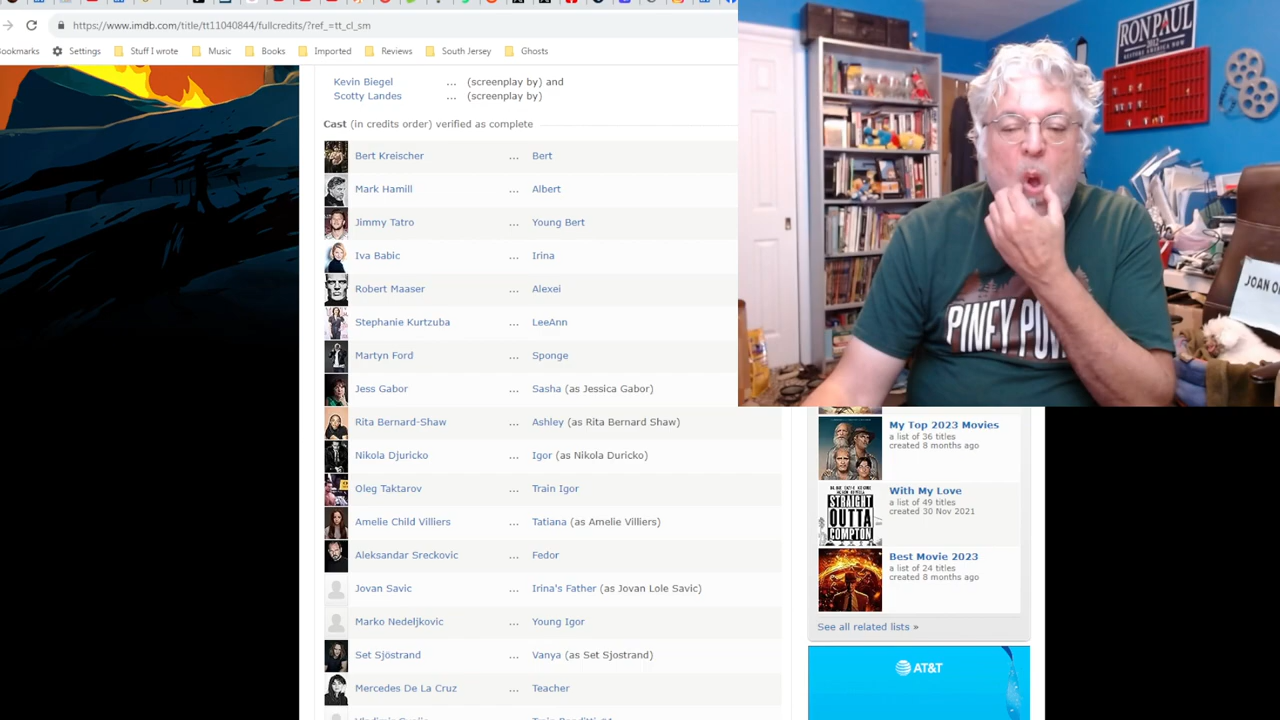 https://www.imdb.com/title/tt11040844/fullcredits/?ref_=tt_cl_sm
ookmarks Settings Stuff I wrote Music Books Imported Reviews South Jersey Ghosts
Kevin Biegel ... (screenplay by) and
Scotty Landes ... (screenplay by)
Cast (in credits order) verified as complete
Bert Kreischer ... Bert
Mark Hamill ... Albert
Jimmy Tatro ... Young Bert
Iva Babic ... Irina
Robert Maaser ... Alexei
Stephanie Kurtzuba ... LeeAnn
Martyn Ford ... Sponge
Jess Gabor ... Sasha (as Jessica Gabor)
Rita Bernard-Shaw ... Ashley (as Rita Bernard Shaw)
Nikola Djuricko ... Igor (as Nikola Duricko)
Oleg Taktarov ... Train Igor
Amelie Child Villiers ... Tatiana (as Amelie Villiers)
Aleksandar Sreckovic ... Fedor
Jovan Savic ... Irina's Father (as Jovan Lole Savic)
Marko Nedeljkovic ... Young Igor
Set Sjöstrand ... Vanya (as Set Sjostrand)
Mercedes De La Cruz ... Teacher
RON PAUL
2012
RESTORE AMERICA NOW
PINEY POW
JOAN O
My Top 2023 Movies
a list of 36 titles
created 8 months ago
With My Love
a list of 49 titles
created 30 Nov 2021
STRAIGHT
OUTTA
COMPTON
Best Movie 2023
a list of 24 titles
created 8 months ago
See all related lists »
AT&T